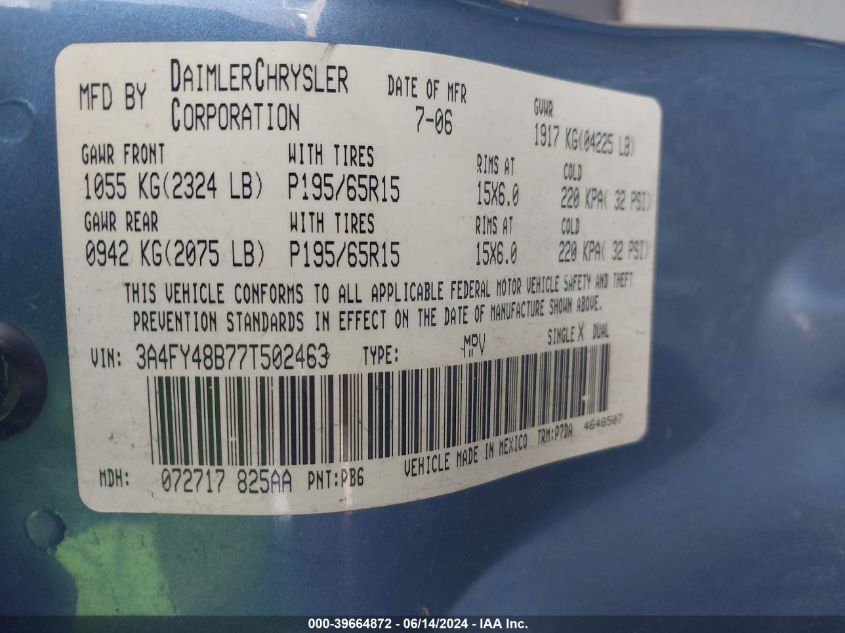 MFD BY DAIMLERCHRYSLER CORPORATION
DATE OF MFR 7-06
GVWR 1917 KG(04225 LB)
GAWR FRONT WITH TIRES RIMS AT COLD
1055 KG(2324 LB) P195/65R15 15X6.0 220 KPA( 32 PSI)
GAWR REAR WITH TIRES RIMS AT COLD
0942 KG(2075 LB) P195/65R15 15X6.0 220 KPA( 32 PSI)
THIS VEHICLE CONFORMS TO ALL APPLICABLE FEDERAL MOTOR VEHICLE SAFETY AND THEFT
PREVENTION STANDARDS IN EFFECT ON THE DATE OF MANUFACTURE SHOWN ABOVE.
VIN: 3A4FY48B77T502463 TYPE: MPV SINGLE X DUAL
MDH: 072717 825AA PNT:PB6 VEHICLE MADE IN MEXICO TRM:P7DA 4648507
000-39664872 - 06/14/2024 - IAA Inc.